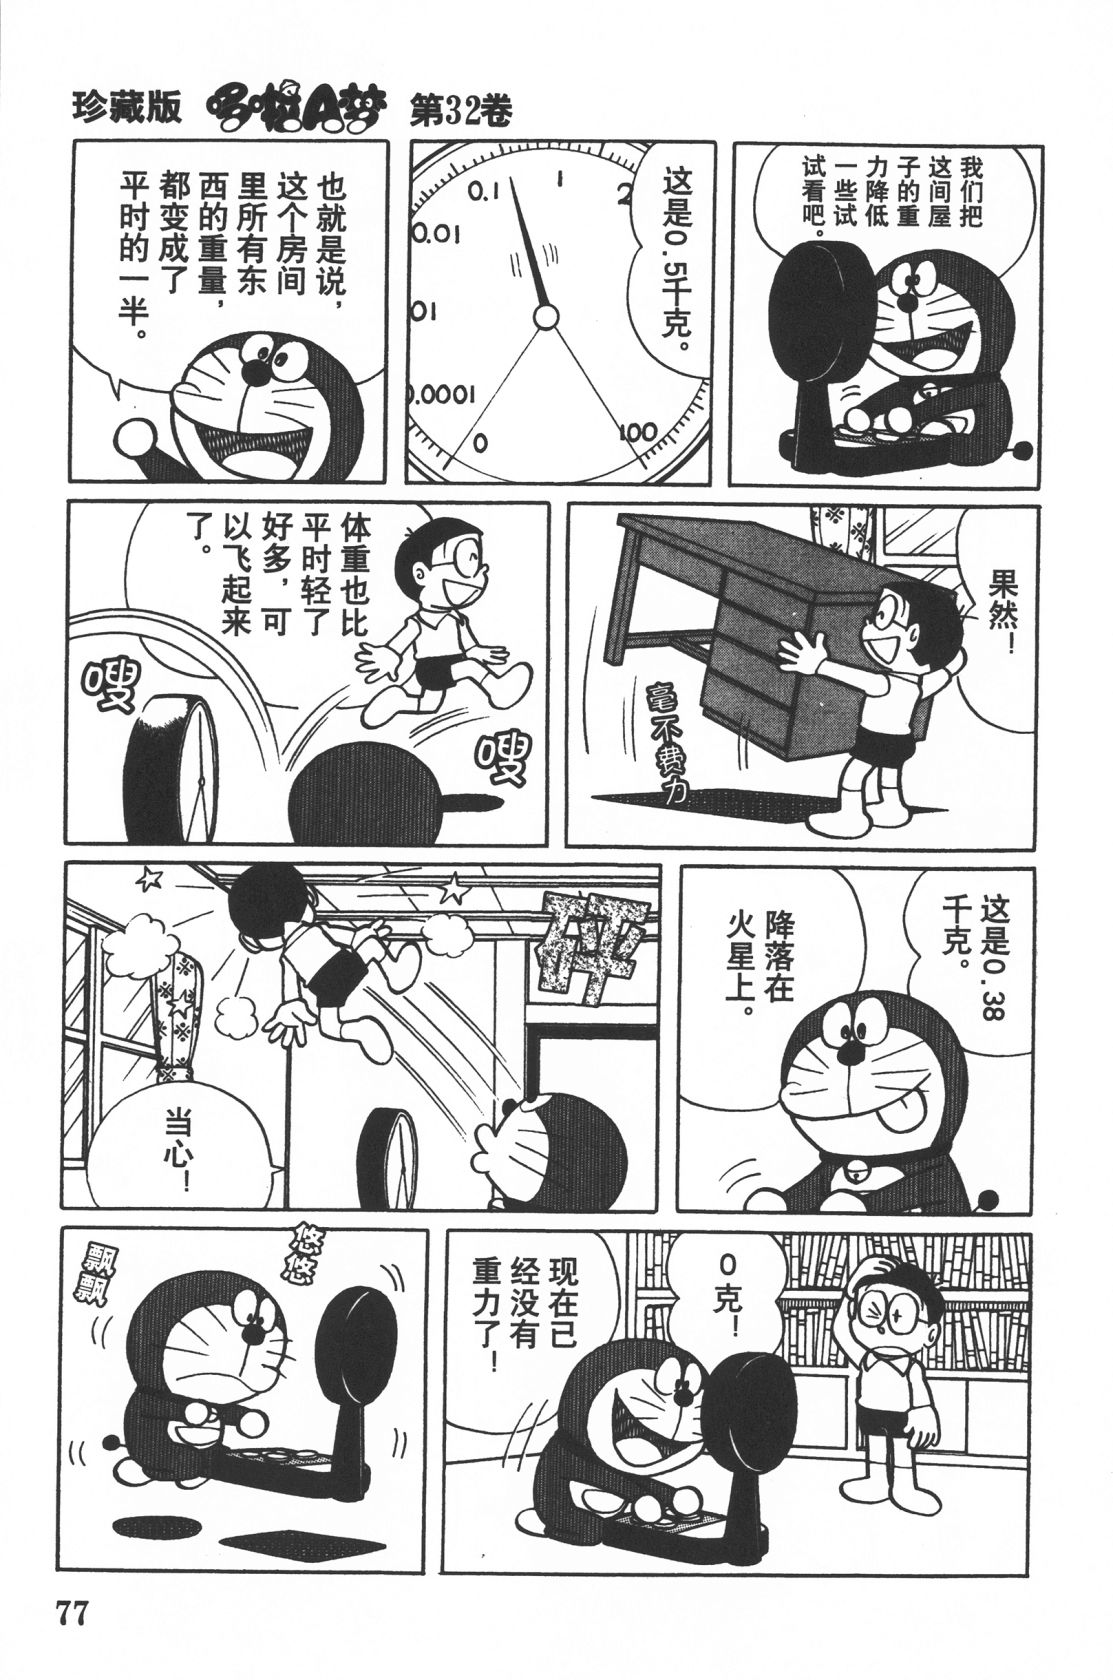 珍藏版 哆啦A梦 第32卷
我们把
这间屋
子的重
力降低
一些试
试看吧。
这是0.5千克。
0.1
1
2
0.01
01
0.0001
0
100
也就是说，
这个房间
里所有东
西的重量，
都变成了
平时的一半。
果然！
毫不费力
体重也比
平时轻了
好多，可
以飞起来
了。
嗖
嗖
这是0.38
千克。
降落在
火星上。
砰
当心！
0克！
现在已
经没有
重力了！
悠悠
飘飘
77